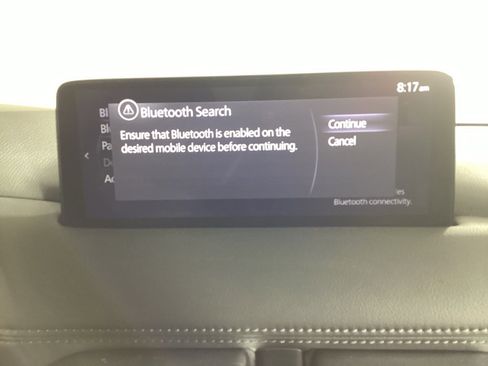 8:17am
Bluetooth Search
Ensure that Bluetooth is enabled on the
desired mobile device before continuing.
Continue
Cancel
Bluetooth connectivity.